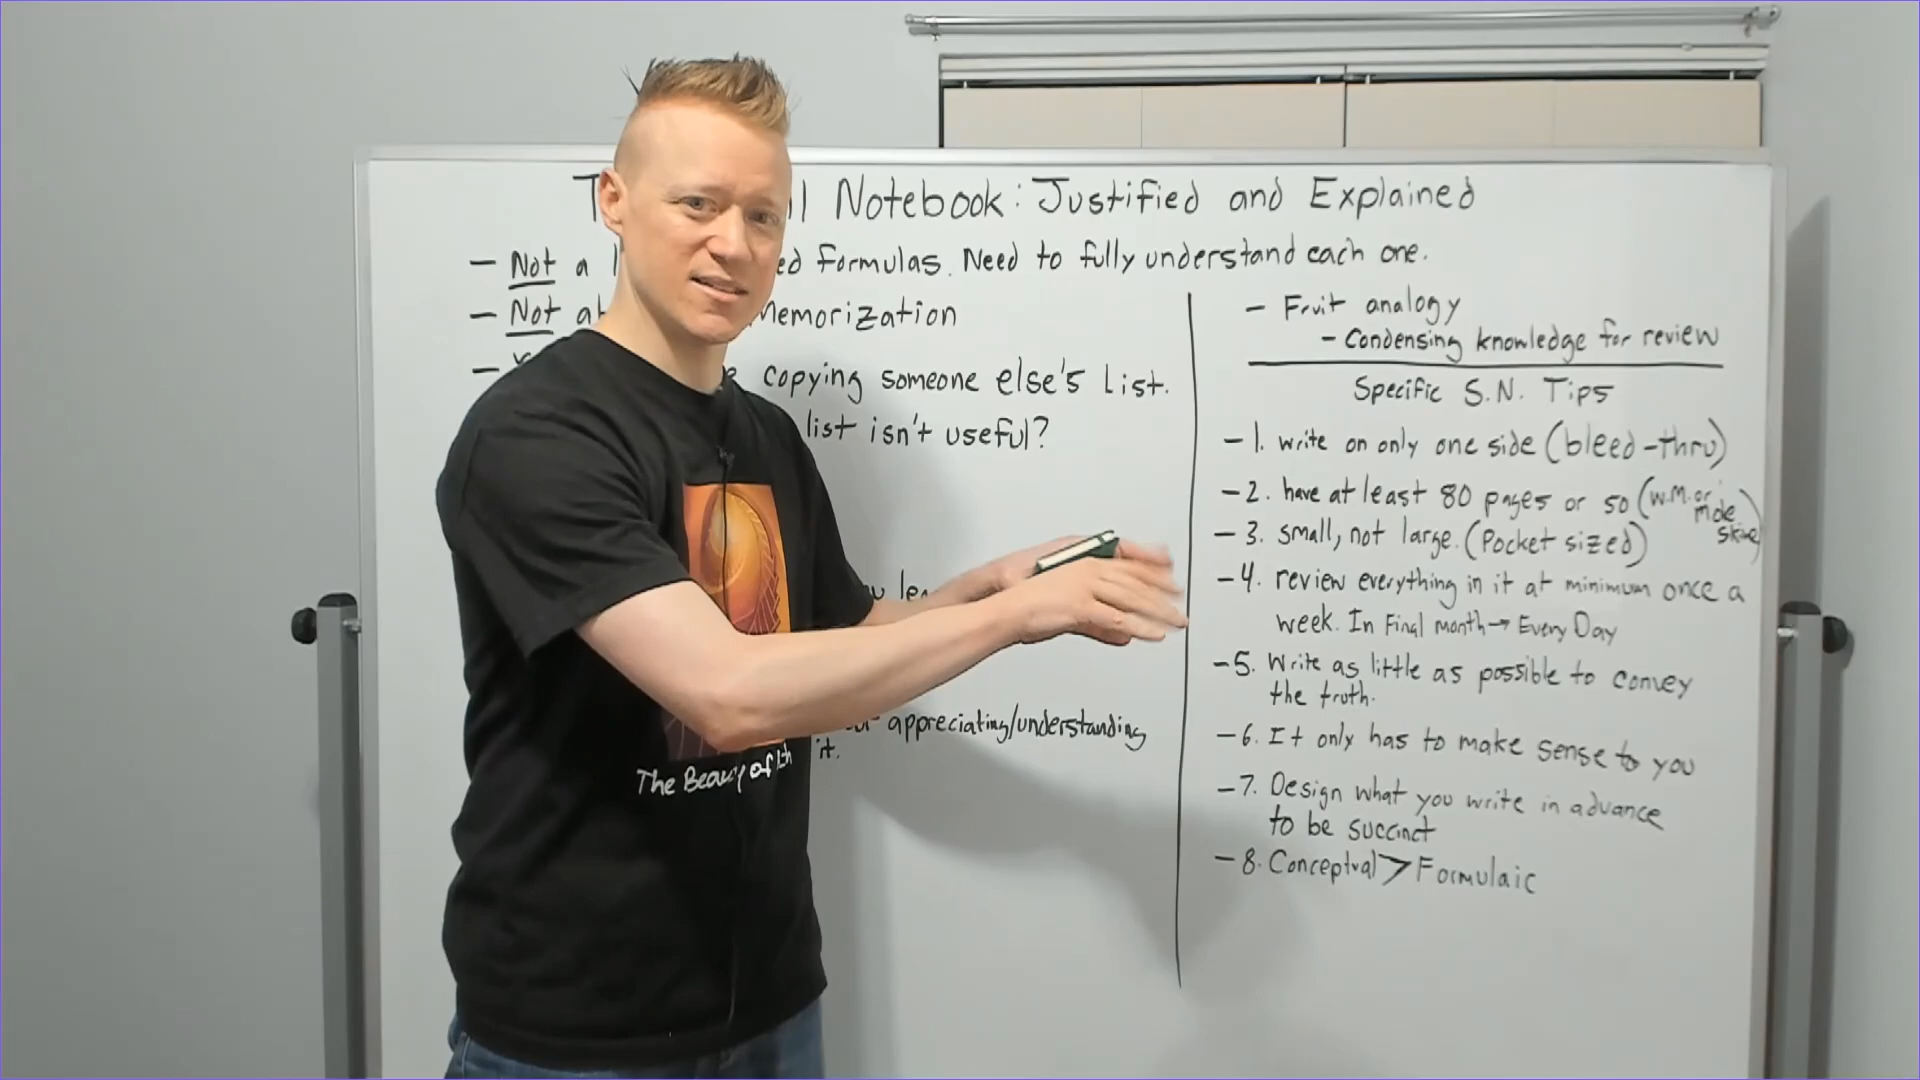 Notebook: Justified and Explained
- Not a formulas. Need to fully understand each one.
- Not memorization
- copying someone else's list.
list isn't useful?
appreciating/understanding
it.
- Fruit analogy
- Condensing knowledge for review
Specific S.N. Tips
-1. write on only one side (bleed-thru)
-2. have at least 80 pages or so (W.M. or
mole
skine)
-3. small, not large. (Pocket sized)
-4. review everything in it at minimum once a
week. In Final month→ Every Day
-5. Write as little as possible to convey
the truth.
-6. It only has to make sense to you
-7. Design what you write in advance
to be succinct
-8. Conceptual > Formulaic
The Beauty of